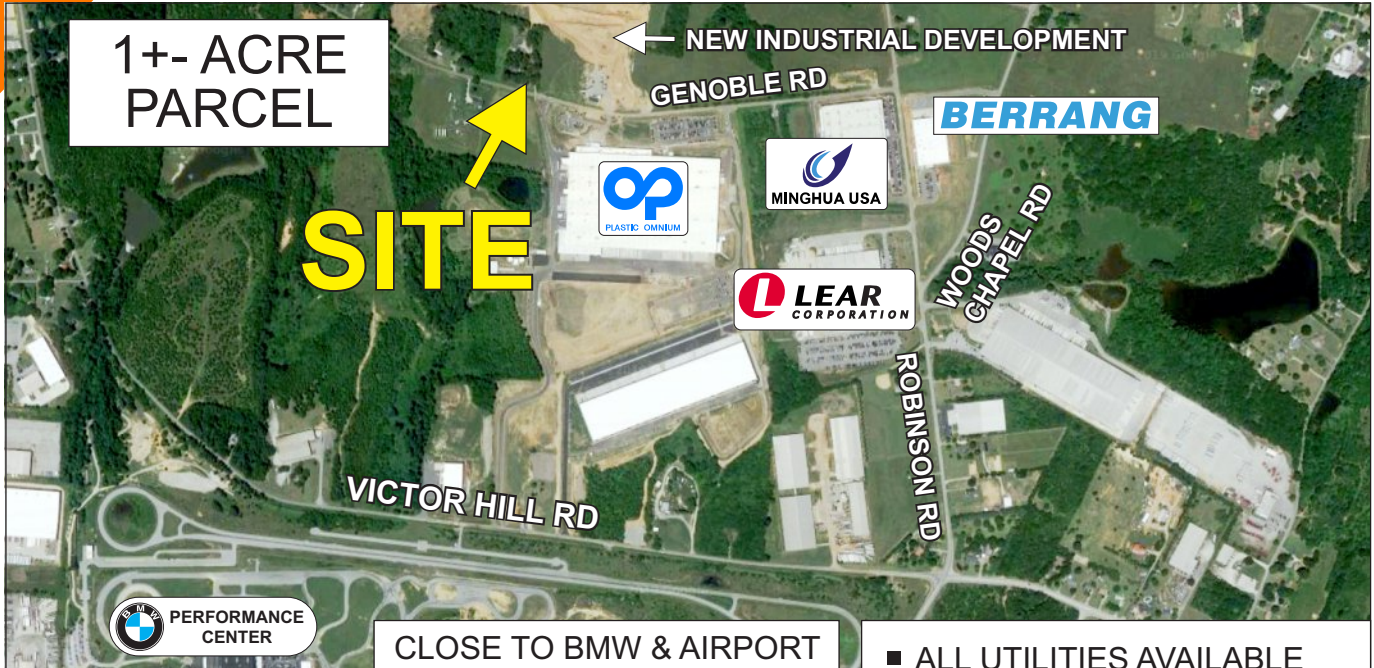 1+- ACRE
PARCEL
NEW INDUSTRIAL DEVELOPMENT
GENOBLE RD
BERRANG
SITE
PLASTIC OMNIUM
MINGHUA USA
WOODS
CHAPEL RD
L LEAR
CORPORATION
ROBINSON RD
VICTOR HILL RD
BMW
PERFORMANCE
CENTER
CLOSE TO BMW & AIRPORT
■ ALL UTILITIES AVAILABLE